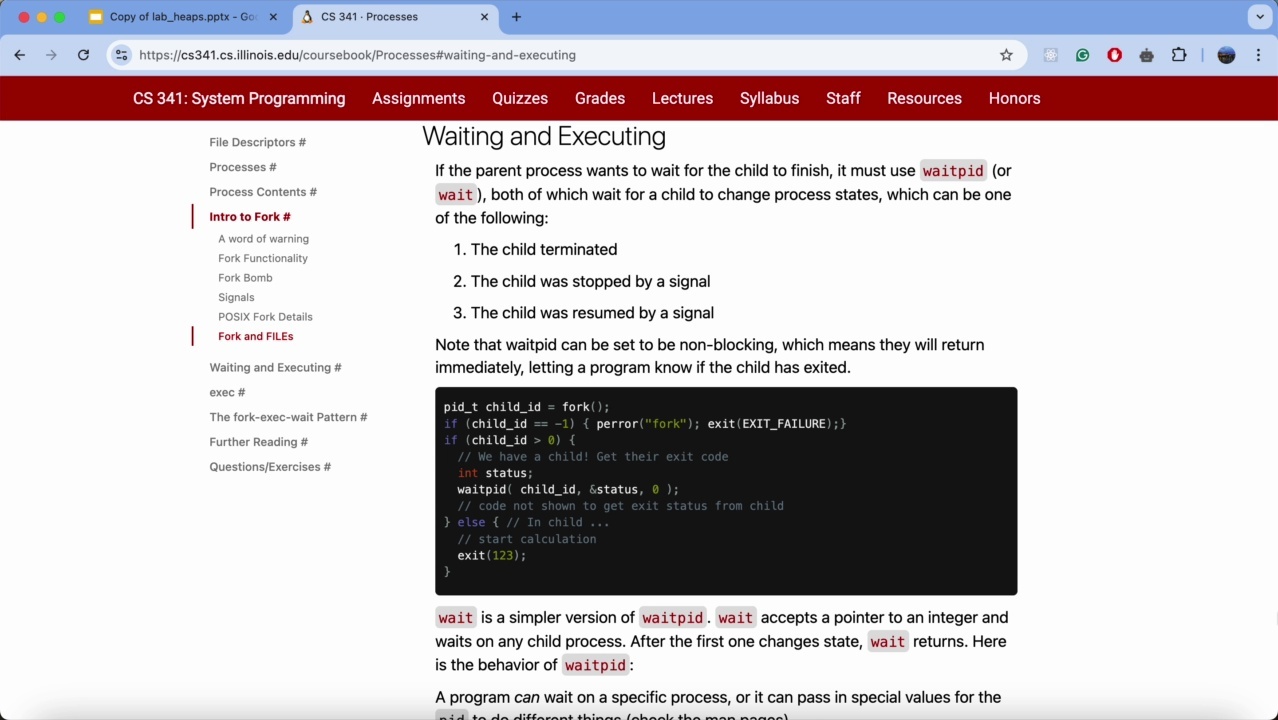 Copy of lab_heaps.pptx - Goo
CS 341 · Processes
https://cs341.cs.illinois.edu/coursebook/Processes#waiting-and-executing
CS 341: System Programming Assignments Quizzes Grades Lectures Syllabus Staff Resources Honors
File Descriptors #
Processes #
Process Contents #
Intro to Fork #
A word of warning
Fork Functionality
Fork Bomb
Signals
POSIX Fork Details
Fork and FILEs
Waiting and Executing #
exec #
The fork-exec-wait Pattern #
Further Reading #
Questions/Exercises #
Waiting and Executing
If the parent process wants to wait for the child to finish, it must use waitpid (or
wait ), both of which wait for a child to change process states, which can be one
of the following:
1. The child terminated
2. The child was stopped by a signal
3. The child was resumed by a signal
Note that waitpid can be set to be non-blocking, which means they will return
immediately, letting a program know if the child has exited.
pid_t child_id = fork();
if (child_id == -1) { perror("fork"); exit(EXIT_FAILURE);}
if (child_id > 0) {
// We have a child! Get their exit code
int status;
waitpid( child_id, &status, 0 );
// code not shown to get exit status from child
} else { // In child ...
// start calculation
exit(123);
}
wait is a simpler version of waitpid. wait accepts a pointer to an integer and
waits on any child process. After the first one changes state, wait returns. Here
is the behavior of waitpid:
A program can wait on a specific process, or it can pass in special values for the
pid to do different things (check the man pages).